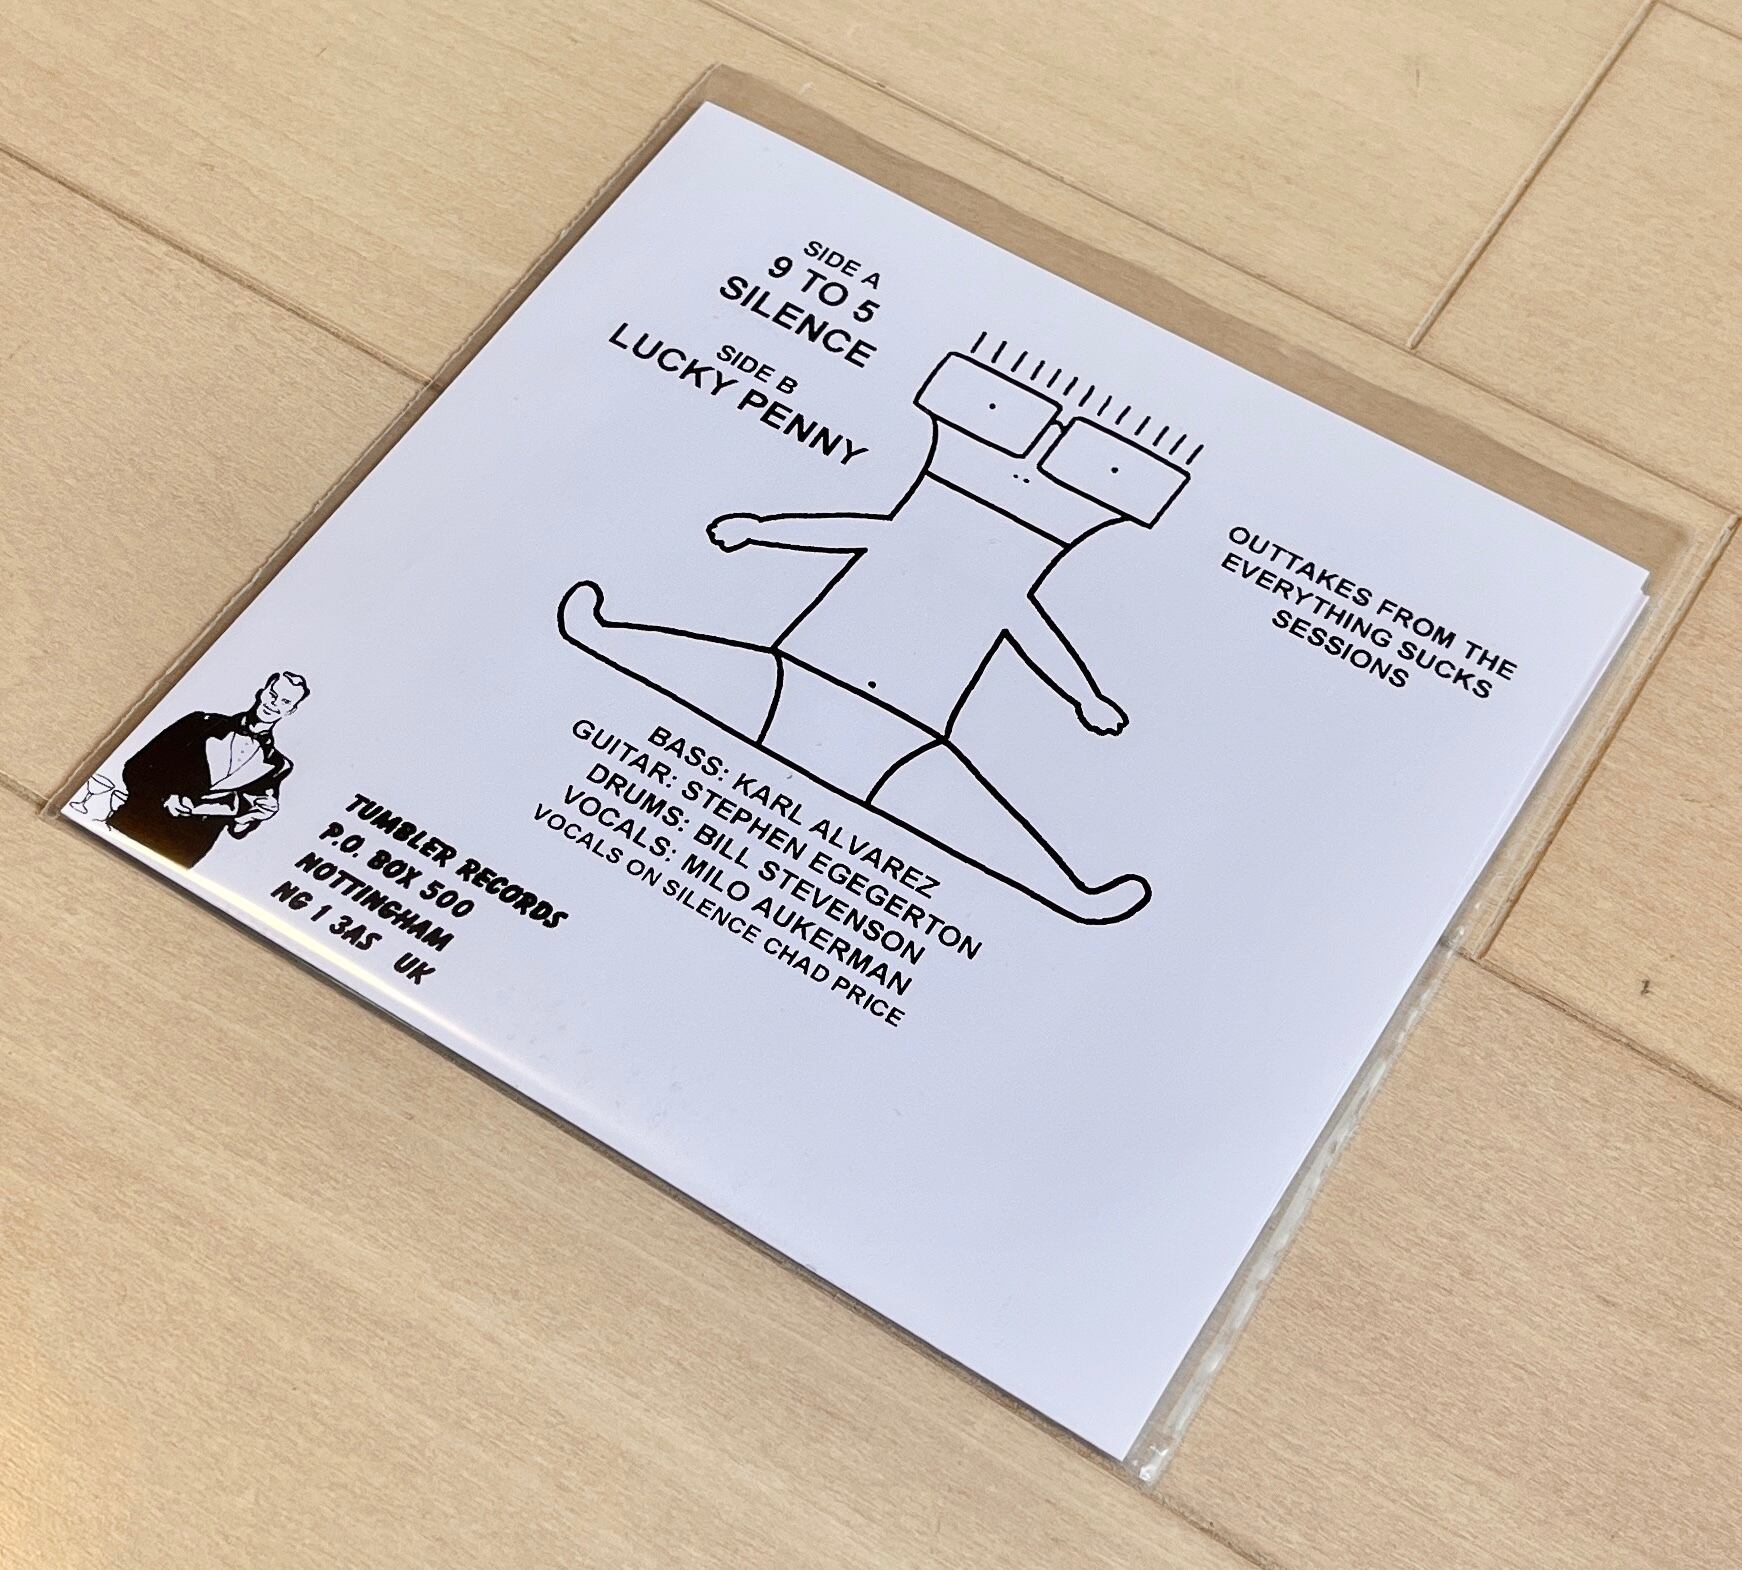 SIDE A
9 TO 5
SILENCE
SIDE B
LUCKY PENNY
OUTTAKES FROM THE
EVERYTHING SUCKS
SESSIONS
BASS: KARL ALVAREZ
GUITAR: STEPHEN EGEGERTON
DRUMS: BILL STEVENSON
VOCALS: MILO AUKERMAN
VOCALS ON SILENCE CHAD PRICE
TUMBLER RECORDS
P.O. BOX 500
NOTTINGHAM
NG 1 3AS UK